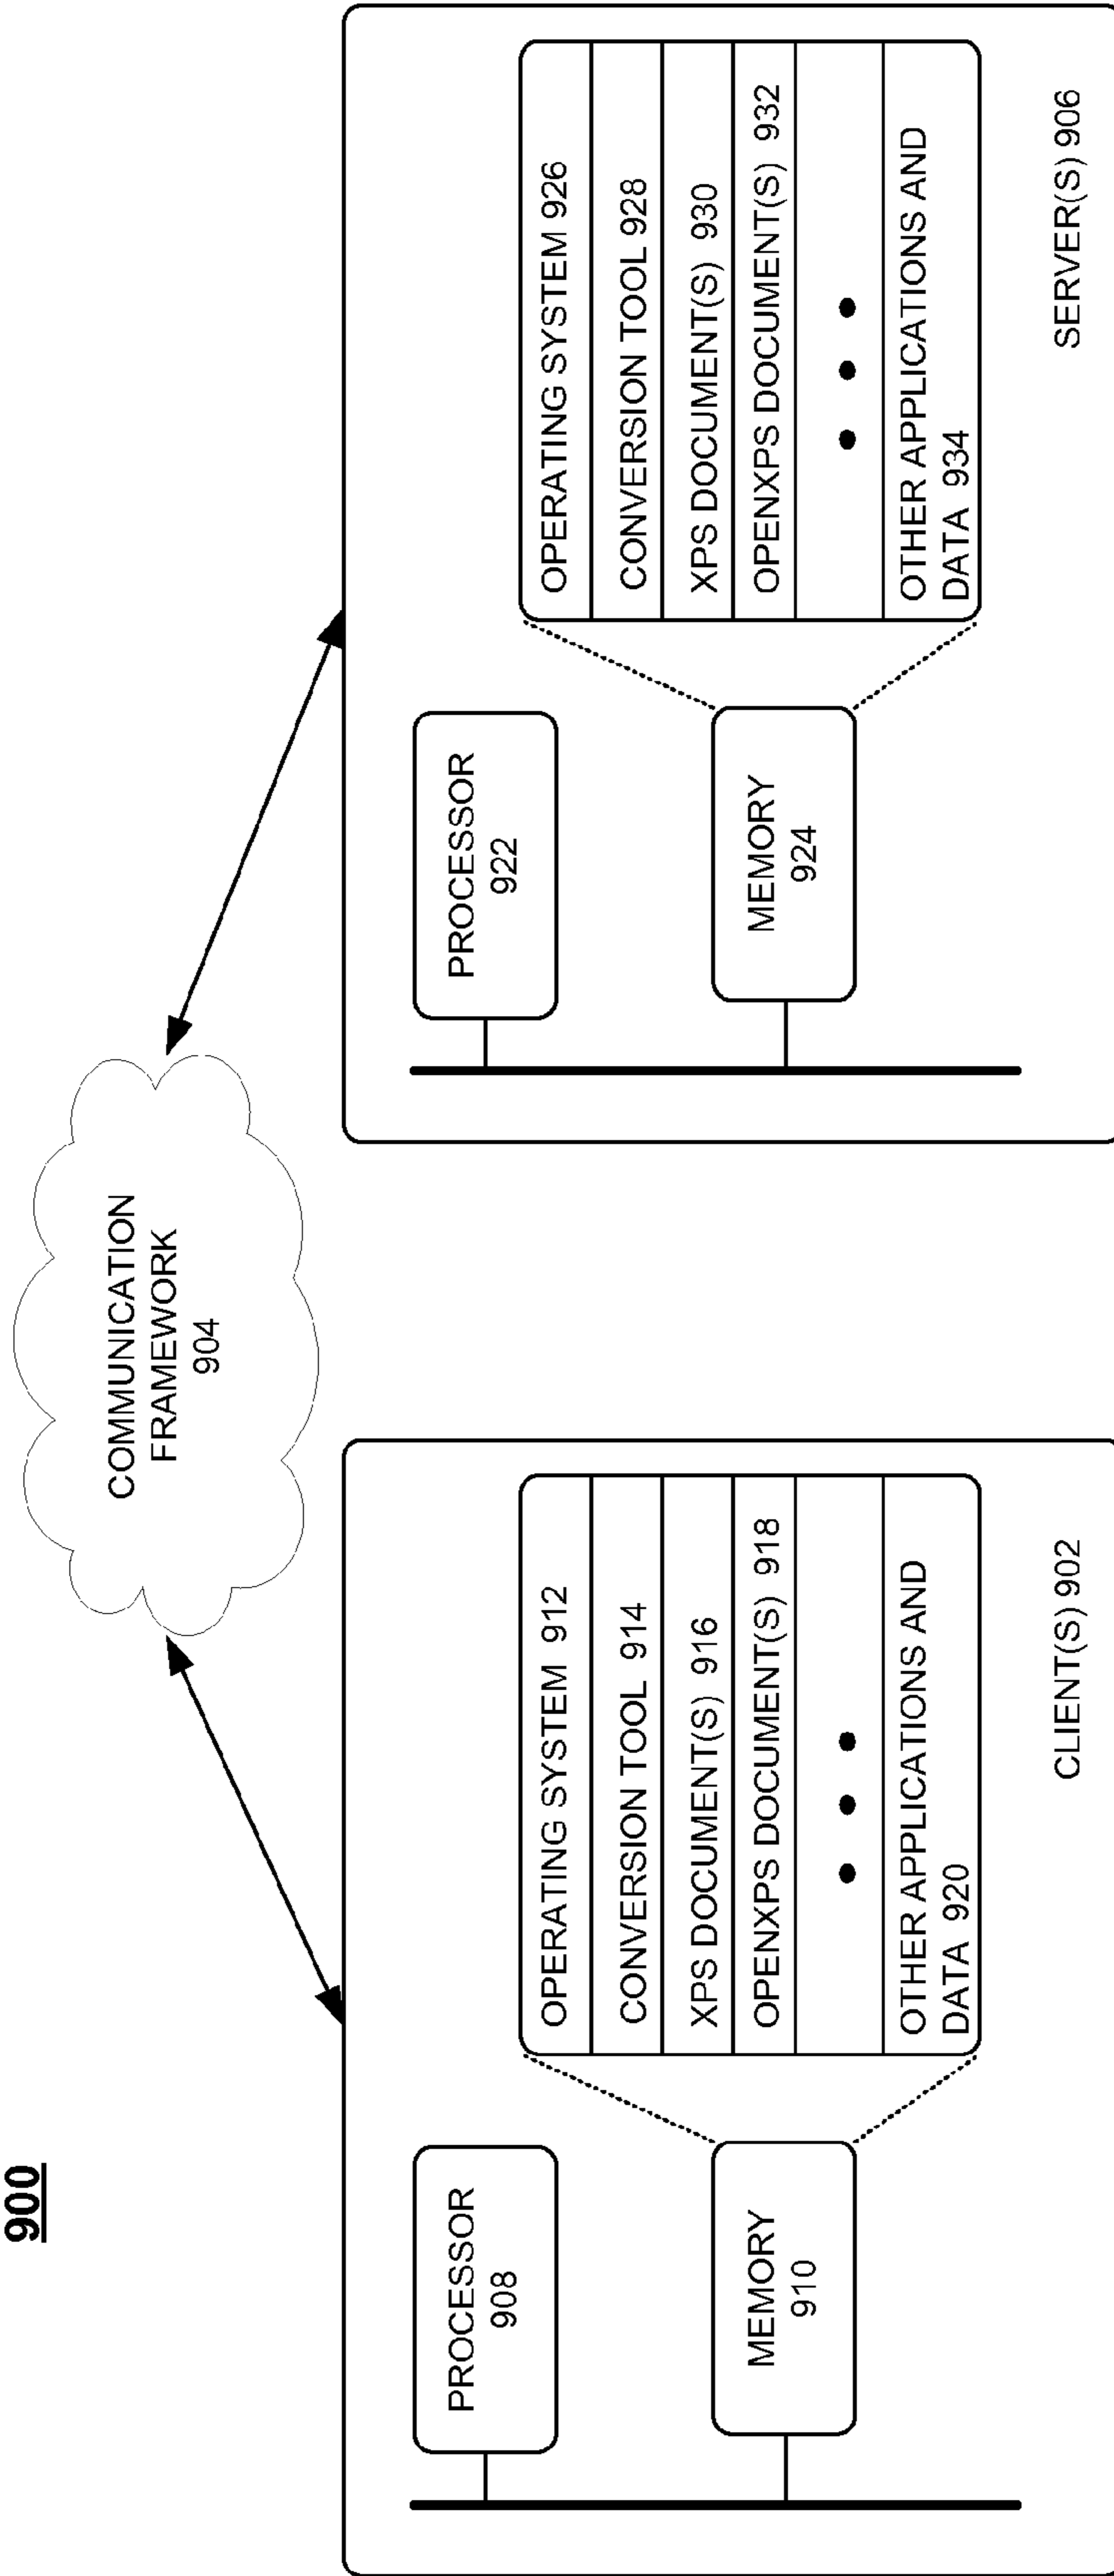 900
COMMUNICATION
FRAMEWORK
904
PROCESSOR
908
MEMORY
910
OPERATING SYSTEM 912
CONVERSION TOOL 914
XPS DOCUMENT(S) 916
OPENXPS DOCUMENT(S) 918
OTHER APPLICATIONS AND
DATA 920
CLIENT(S) 902
PROCESSOR
922
MEMORY
924
OPERATING SYSTEM 926
CONVERSION TOOL 928
XPS DOCUMENT(S) 930
OPENXPS DOCUMENT(S) 932
OTHER APPLICATIONS AND
DATA 934
SERVER(S) 906